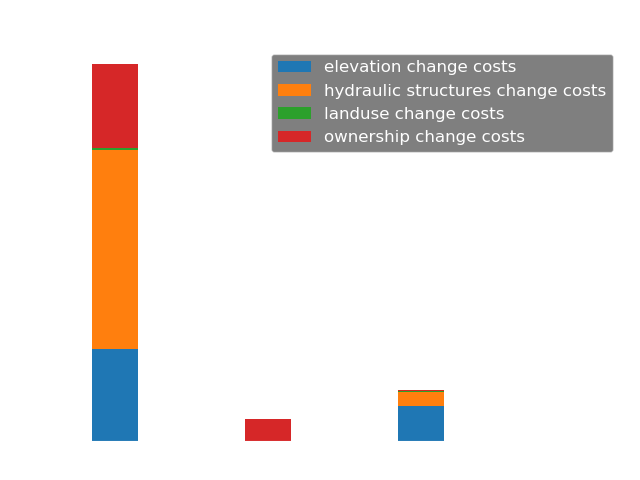 elevation change costs
hydraulic structures change costs
landuse change costs
ownership change costs